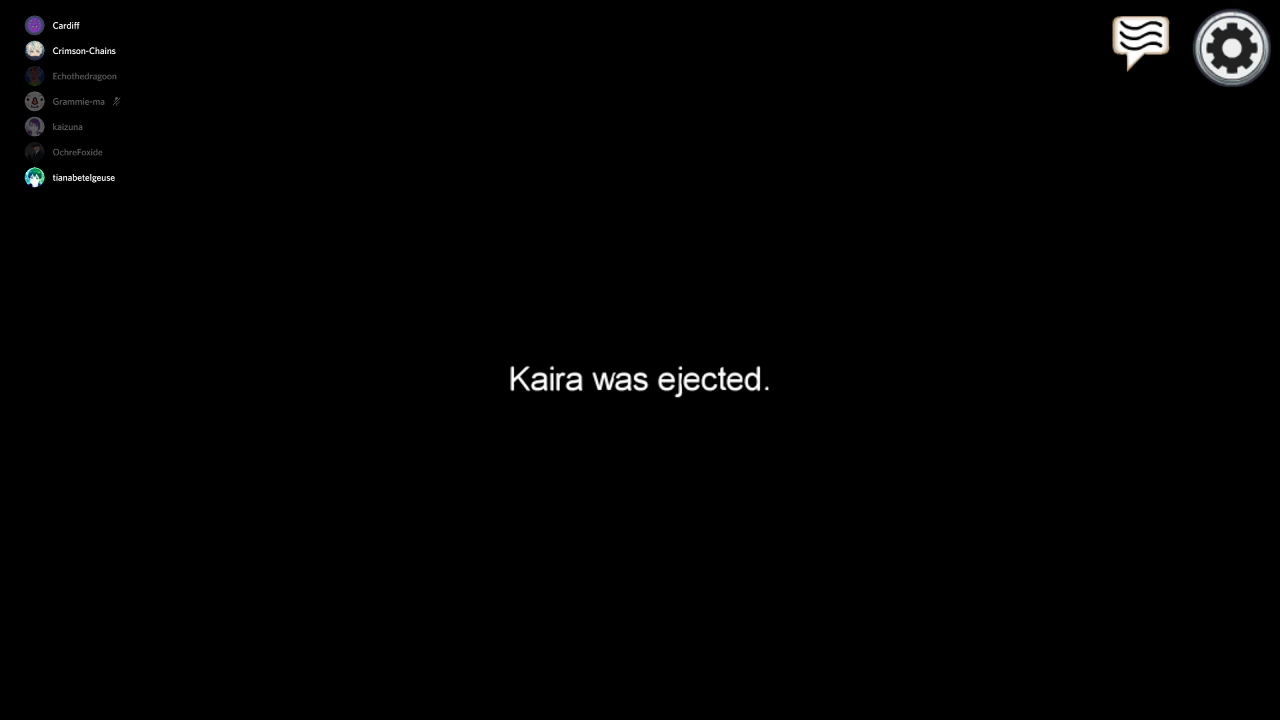 Cardiff
Crimson-Chains
Echothedragoon
Grammie-ma
kaizuna
OchreFoxide
tianabetelgeuse
Kaira was ejected.